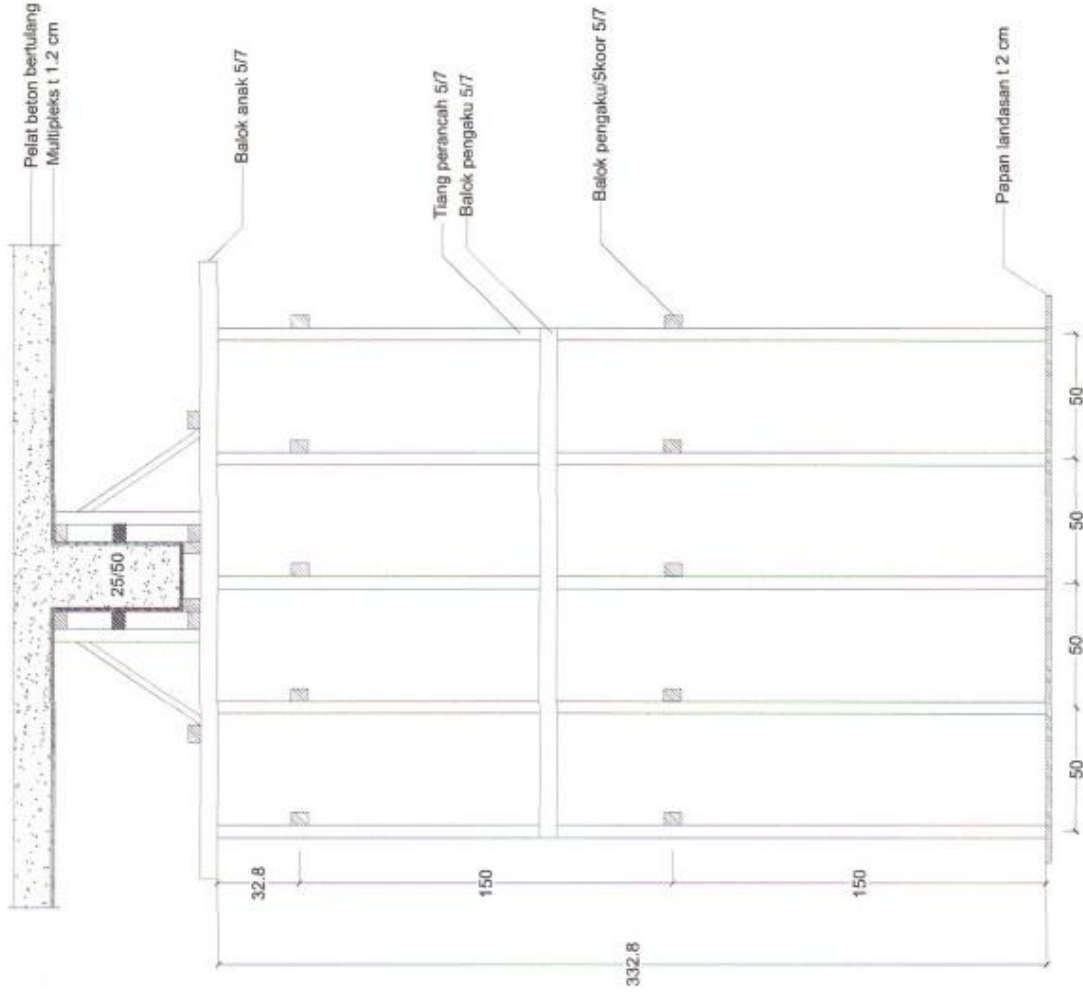 Pelat beton bertulang
Multipleks t 1.2 cm
Balok anak 5/7
25/50
Tiang perancah 5/7
Balok pengaku 5/7
Balok pengaku/Skoor 5/7
Papan landasan t 2 cm
32.8
150
150
332.8
50
50
50
50